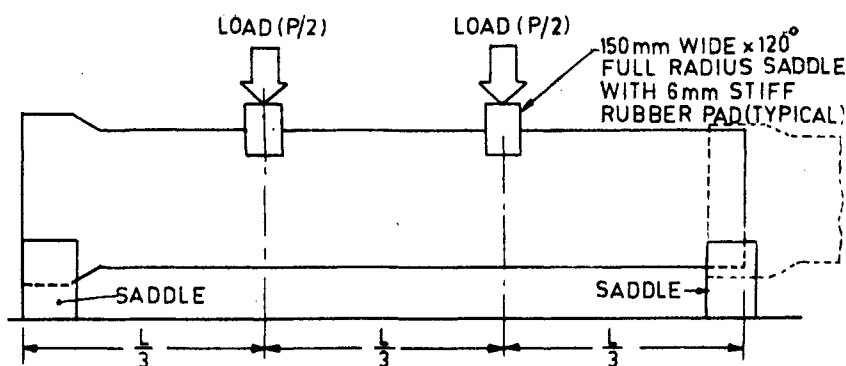 LOAD (P/2)
LOAD (P/2)
150mm WIDE x 120°
FULL RADIUS SADDLE
WITH 6mm STIFF
RUBBER PAD (TYPICAL)
SADDLE
SADDLE
L/3
L/3
L/3